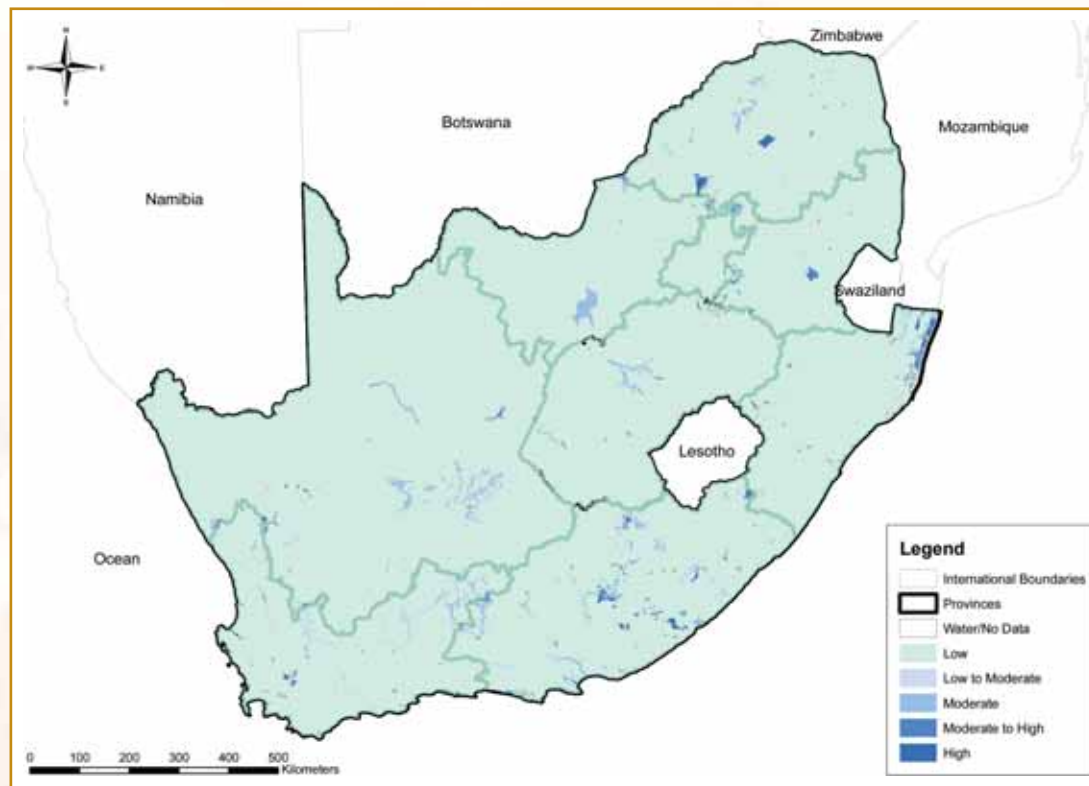 N
W
E
S
Zimbabwe
Botswana
Mozambique
Namibia
Swaziland
Lesotho
Ocean
Legend
International Boundaries
Provinces
Water/No Data
Low
Low to Moderate
Moderate
Moderate to High
High
0 100 200 300 400 500
Kilometers